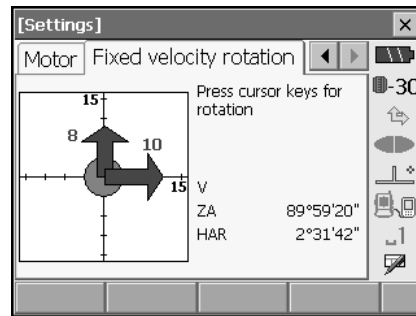 [Settings]
Motor
Fixed velocity rotation
15
8
10
15
Press cursor keys for
rotation
V
ZA 89°59'20"
HAR 2°31'42"
-30
1